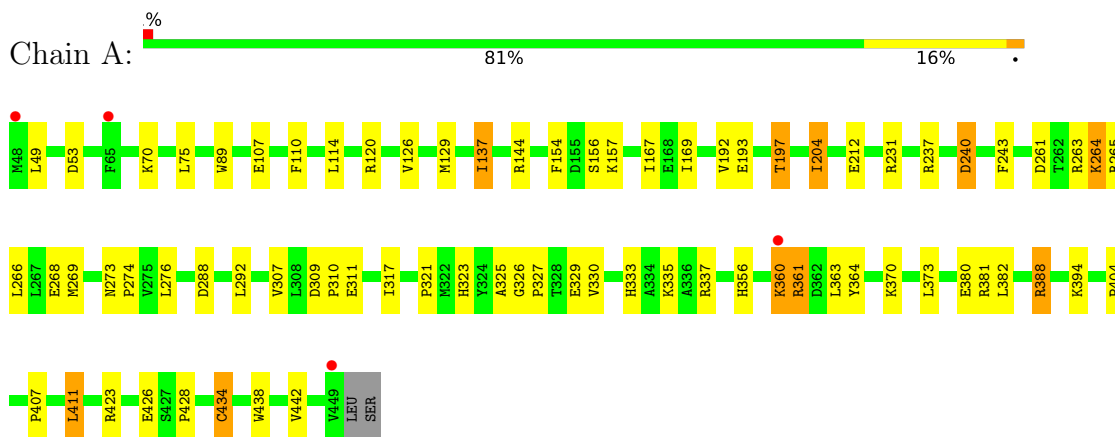 %
Chain A:
81% 16% •
M48 L49 D53 F65 K70 L75 W89 E107 F110 L114 R120 V126 M129 I137 R144 F154 D155 S156 K157 I167 E168 I169 V192 E193 T197 I204 E212 R231 R237 D240 F243 D261 T262 R263 K264
L266 L267 E268 M269 N273 P274 V275 L276 D288 L292 V307 L308 D309 P310 E311 I317 P321 M322 H323 Y324 A325 G326 P327 T328 E329 V330 H333 A334 K335 A336 R337 H356 K360 R361 D362 L363 Y364 K370 L373 E380 R381 L382 R388 K394
P407 L411 R423 E426 S427 P428 C434 W438 V442 V449 LEU SER